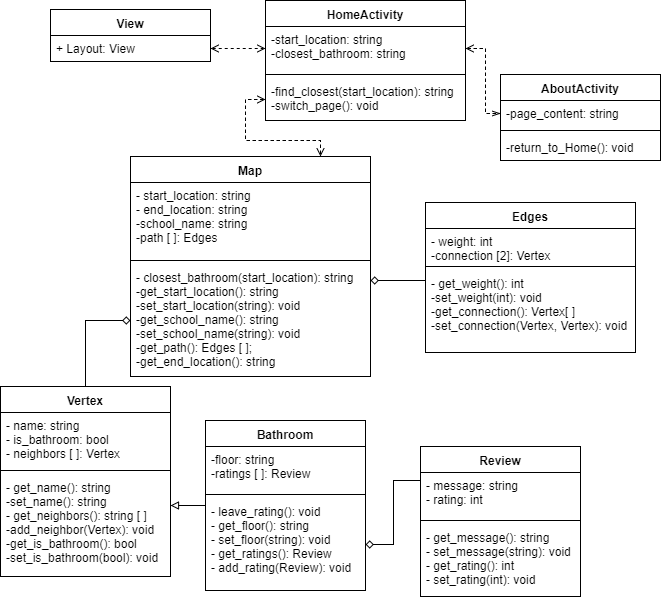 View
+ Layout: View
HomeActivity
-start_location: string
-closest_bathroom: string
-find_closest(start_location): string
-switch_page(): void
AboutActivity
-page_content: string
-return_to_Home(): void
Map
- start_location: string
- end_location: string
-school_name: string
-path [ ]: Edges
- closest_bathroom(start_location): string
-get_start_location(): string
-set_start_location(string): void
-get_school_name(): string
-set_school_name(string): void
-get_path(): Edges [ ];
-get_end_location(): string
Edges
- weight: int
-connection [2]: Vertex
- get_weight(): int
-set_weight(int): void
-get_connection(): Vertex[ ]
-set_connection(Vertex, Vertex): void
Vertex
- name: string
- is_bathroom: bool
- neighbors [ ]: Vertex
- get_name(): string
-set_name(): string
- get_neighbors(): string [ ]
-add_neighbor(Vertex): void
-get_is_bathroom(): bool
-set_is_bathroom(bool): void
Bathroom
-floor: string
-ratings [ ]: Review
- leave_rating(): void
- get_floor(): string
- set_floor(string): void
- get_ratings(): Review
- add_rating(Review): void
Review
- message: string
- rating: int
- get_message(): string
- set_message(string): void
- get_rating(): int
- set_rating(int): void